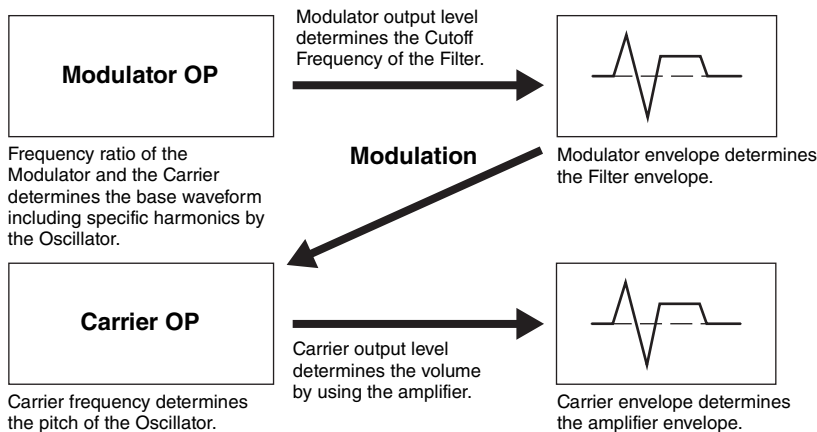 Modulator OP
Modulator output level
determines the Cutoff
Frequency of the Filter.
Frequency ratio of the
Modulator and the Carrier
determines the base waveform
including specific harmonics by
the Oscillator.
Modulation
Modulator envelope determines
the Filter envelope.
Carrier OP
Carrier output level
determines the volume
by using the amplifier.
Carrier frequency determines
the pitch of the Oscillator.
Carrier envelope determines
the amplifier envelope.